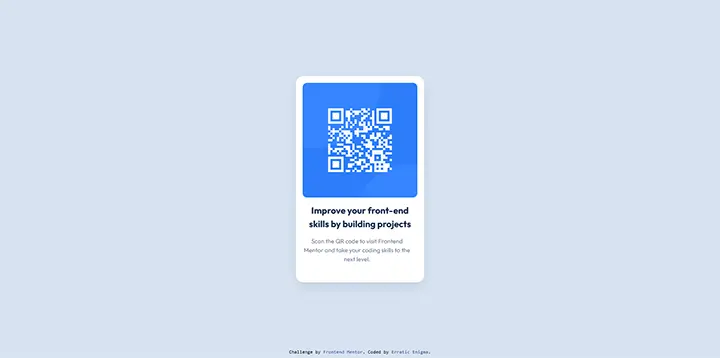 Improve your front-end
skills by building projects
Scan the QR code to visit Frontend
Mentor and take your coding skills to the
next level.
Challenge by Frontend Mentor. Coded by Erratic Enigma.